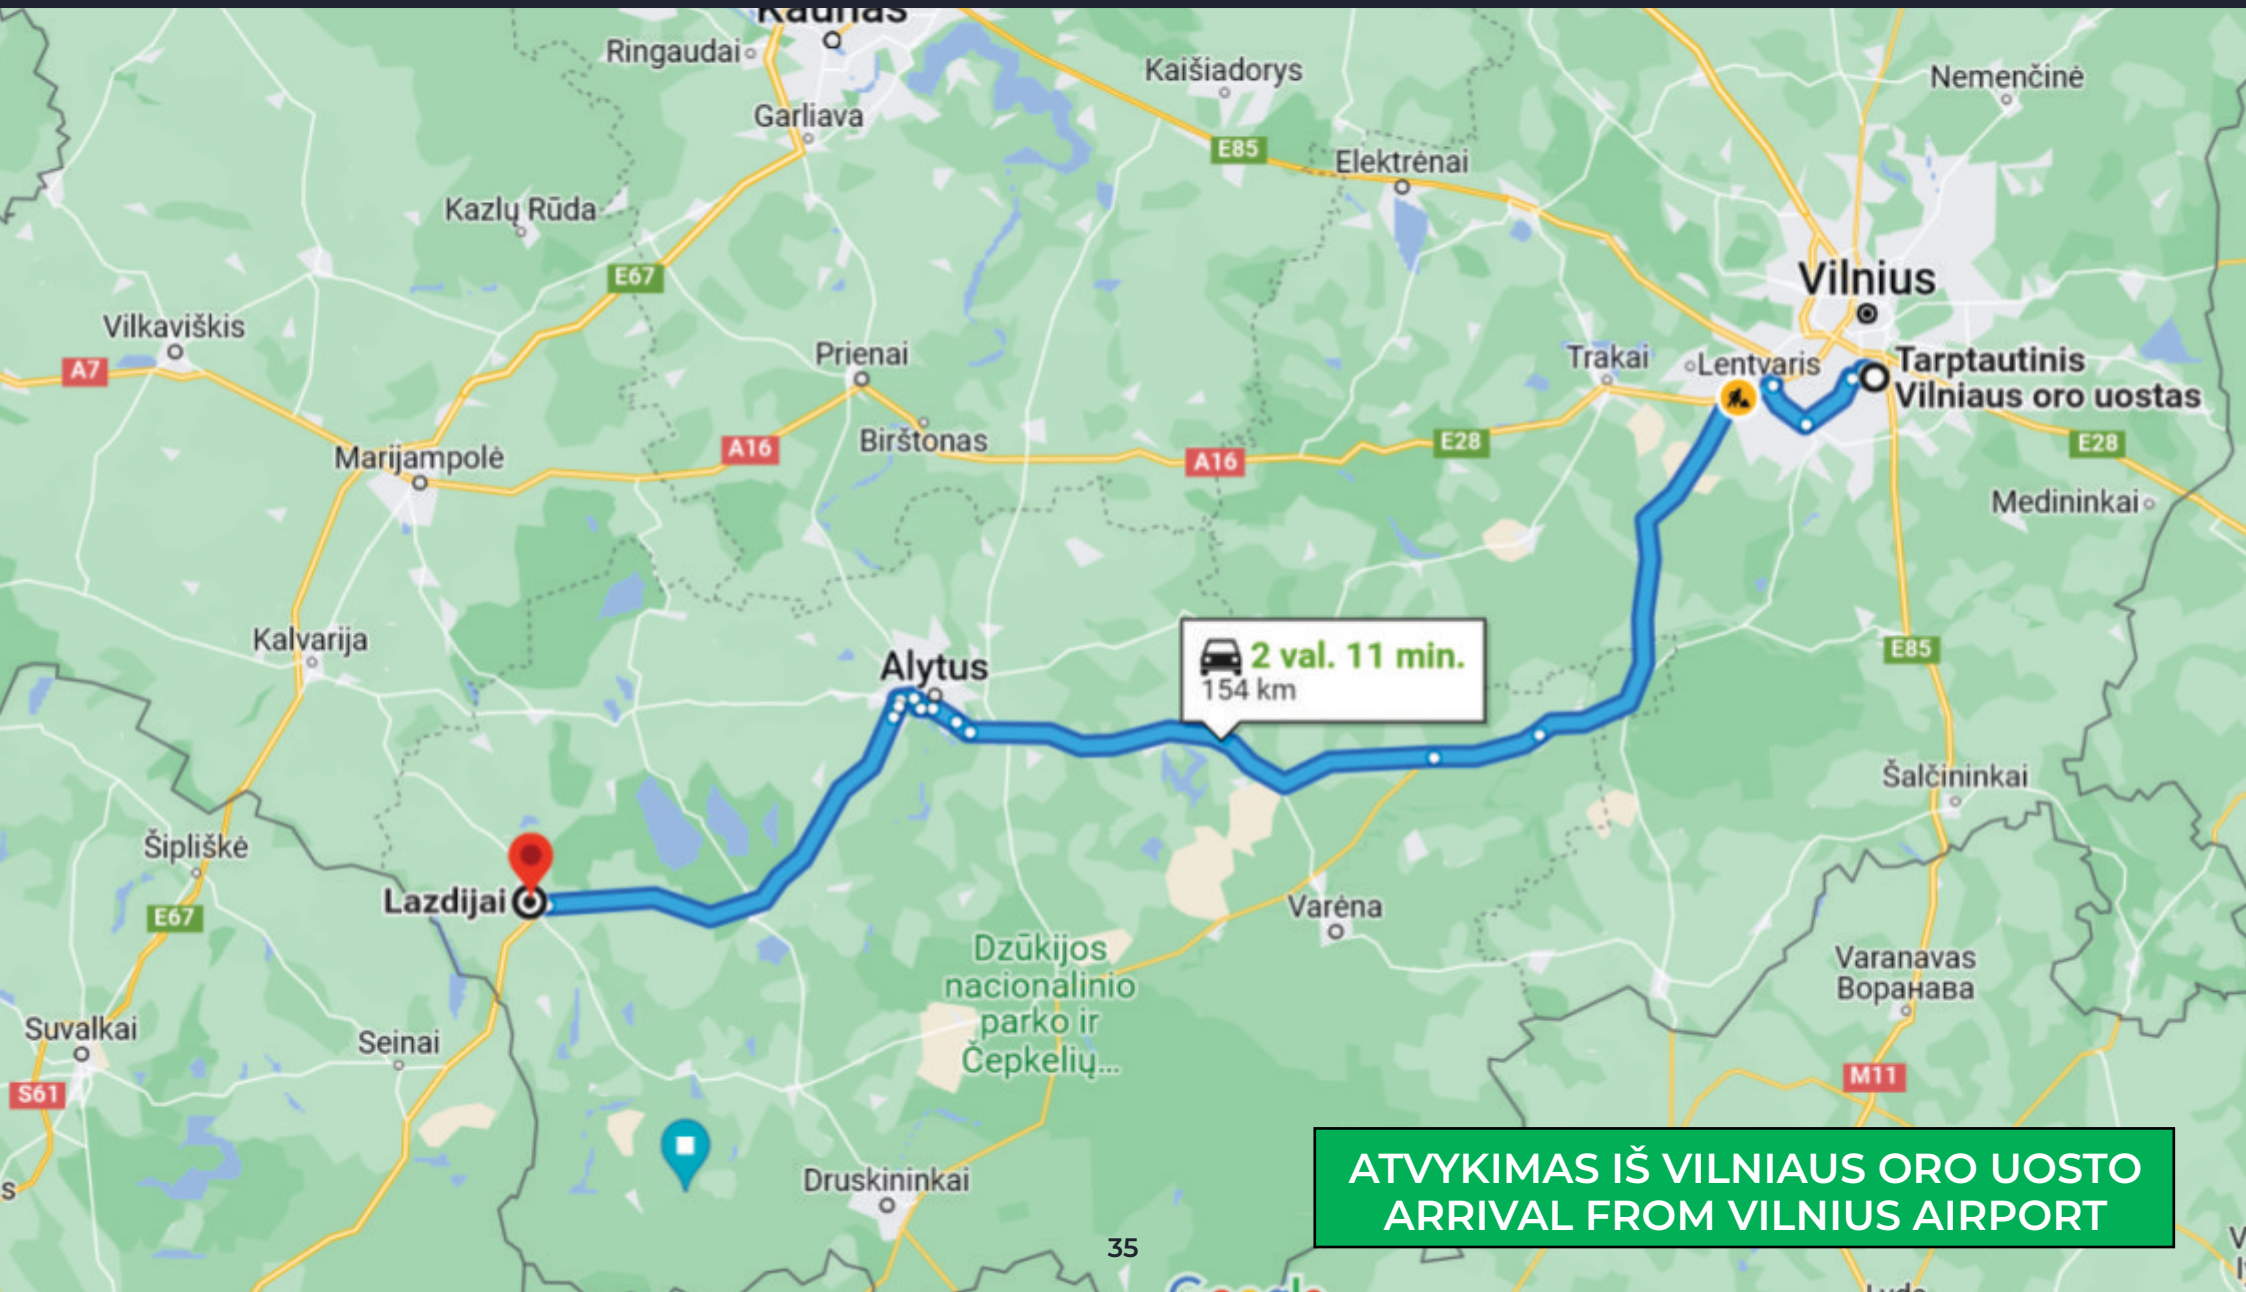 Kaunas
Ringaudai
Kaišiadorys
Nemenčinė
Garliava
E85
Elektrėnai
Kazlų Rūda
E67
Vilnius
Vilkaviškis
A7
Prienai
Trakai
Lentvaris
Tarptautinis
Vilniaus oro uostas
Marijampolė
A16
Birštonas
A16
E28
E28
Medininkai
Kalvarija
Alytus
2 val. 11 min.
154 km
E85
Šalčininkai
Šipliškė
Lazdijai
E67
Varėna
Dzūkijos
nacionalinio
parko ir
Čepkelių...
Varanavas
Воранава
Suvalkai
Seinai
S61
M11
Druskininkai
ATVYKIMAS IŠ VILNIAUS ORO UOSTO
ARRIVAL FROM VILNIUS AIRPORT
35
Google